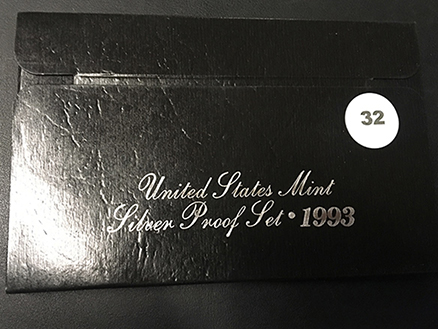 32
United States Mint
Silver Proof Set • 1993